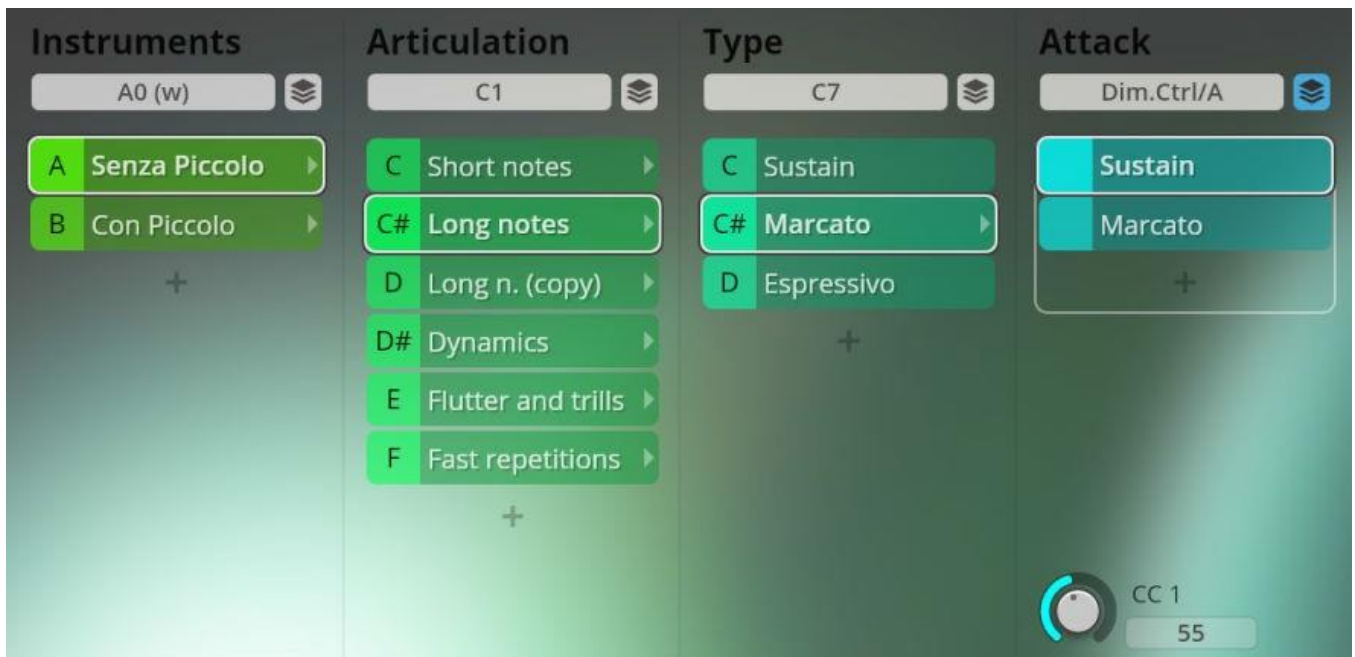 Instruments
A0 (w)
A Senza Piccolo
B Con Piccolo
+
Articulation
C1
C Short notes
C# Long notes
D Long n. (copy)
D# Dynamics
E Flutter and trills
F Fast repetitions
+
Type
C7
C Sustain
C# Marcato
D Espressivo
+
Attack
Dim.Ctrl/A
Sustain
Marcato
+
CC 1
55